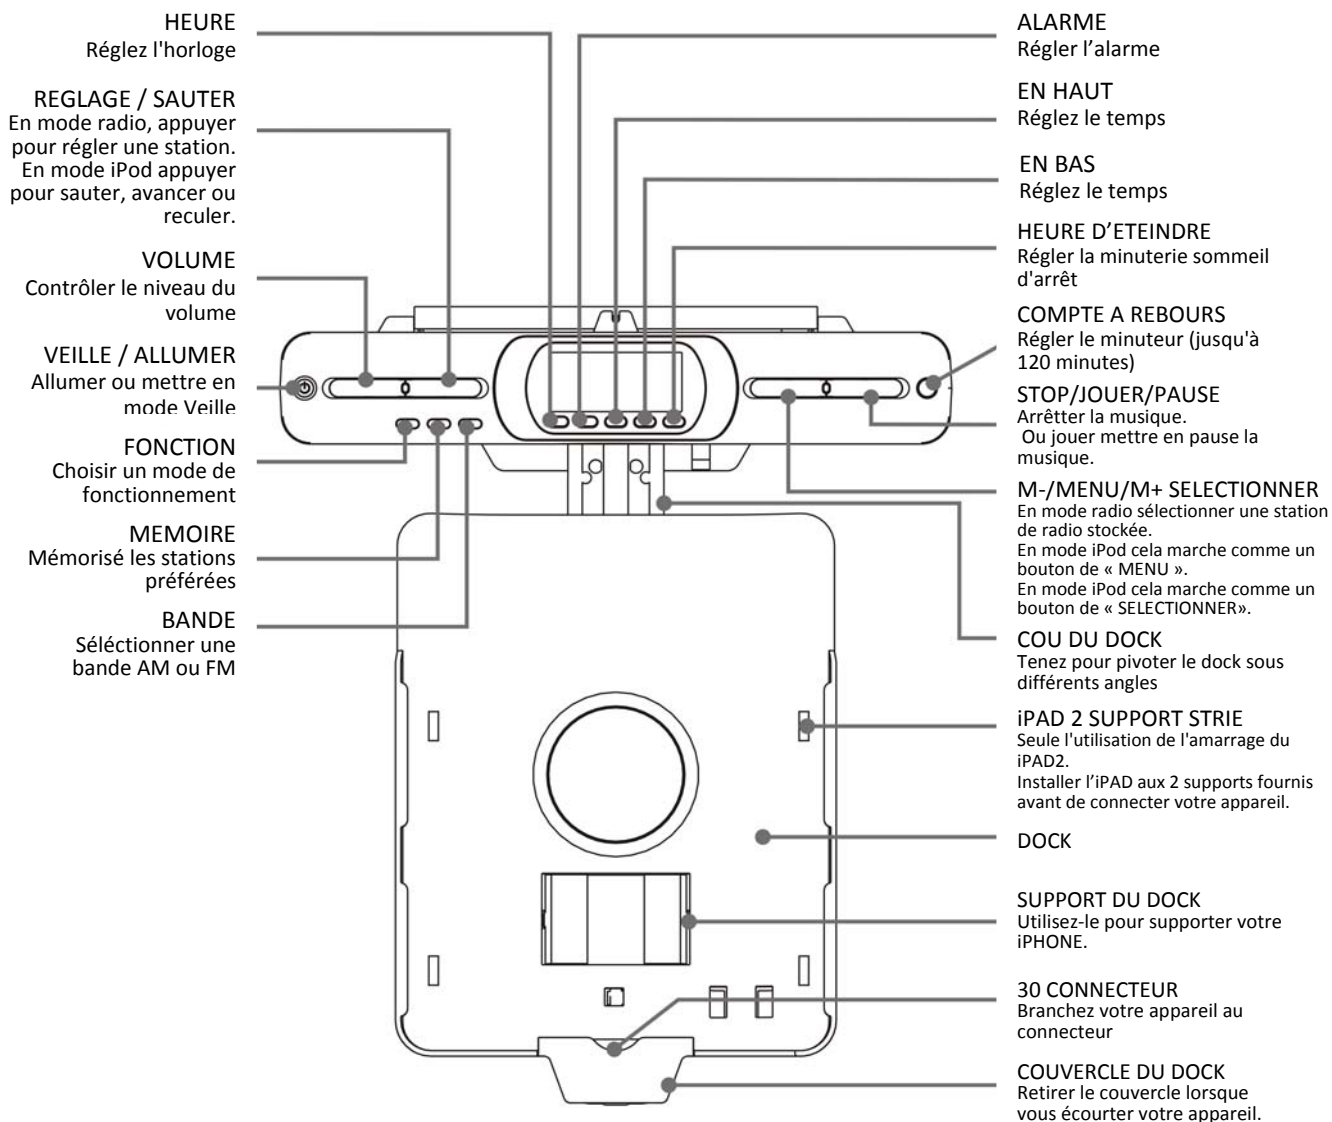 HEURE
Réglez l'horloge
REGLAGE / SAUTER
En mode radio, appuyer
pour régler une station.
En mode iPod appuyer
pour sauter, avancer ou
reculer.
VOLUME
Contrôler le niveau du
volume
VEILLE / ALLUMER
Allumer ou mettre en
mode Veille
FONCTION
Choisir un mode de
fonctionnement
MEMOIRE
Mémorisé les stations
préférées
BANDE
Séléctionner une
bande AM ou FM
ALARME
Régler l’alarme
EN HAUT
Réglez le temps
EN BAS
Réglez le temps
HEURE D’ETEINDRE
Régler la minuterie sommeil
d'arrêt
COMPTE A REBOURS
Régler le minuteur (jusqu'à
120 minutes)
STOP/JOUER/PAUSE
Arrêtter la musique.
Ou jouer mettre en pause la
musique.
M-/MENU/M+ SELECTIONNER
En mode radio sélectionner une station
de radio stockée.
En mode iPod cela marche comme un
bouton de « MENU ».
En mode iPod cela marche comme un
bouton de « SELECTIONNER».
COU DU DOCK
Tenez pour pivoter le dock sous
différents angles
iPAD 2 SUPPORT STRIE
Seule l'utilisation de l'amarrage du
iPAD2.
Installer l’iPAD aux 2 supports fournis
avant de connecter votre appareil.
DOCK
SUPPORT DU DOCK
Utilisez-le pour supporter votre
iPHONE.
30 CONNECTEUR
Branchez votre appareil au
connecteur
COUVERCLE DU DOCK
Retirer le couvercle lorsque
vous écourter votre appareil.